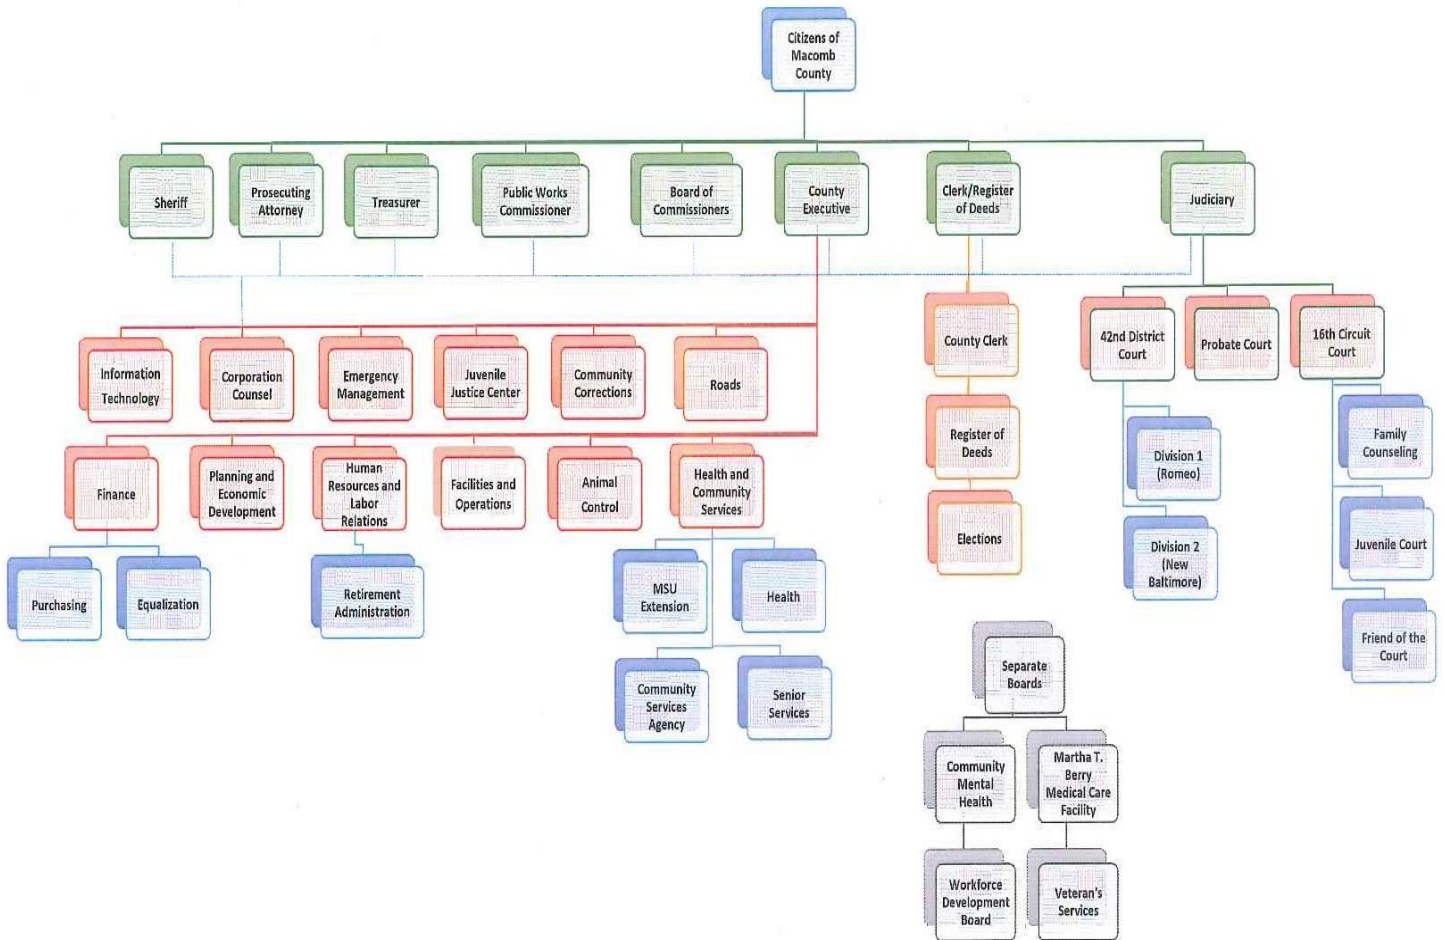 Citizens of
Macomb
County
Sheriff
Prosecuting
Attorney
Treasurer
Public Works
Commissioner
Board of
Commissioners
County
Executive
Clerk/Register
of Deeds
Judiciary
Information
Technology
Corporation
Counsel
Emergency
Management
Juvenile
Justice Center
Community
Corrections
Roads
County Clerk
42nd District
Court
Probate Court
16th Circuit
Court
Finance
Planning and
Economic
Development
Human
Resources and
Labor
Relations
Facilities and
Operations
Animal
Control
Health and
Community
Services
Register of
Deeds
Division 1
(Romeo)
Family
Counseling
Purchasing
Equalization
Retirement
Administration
MSU
Extension
Health
Elections
Division 2
(New
Baltimore)
Juvenile Court
Community
Services
Agency
Senior
Services
Separate
Boards
Friend of the
Court
Community
Mental
Health
Martha T.
Berry
Medical Care
Facility
Workforce
Development
Board
Veteran's
Services